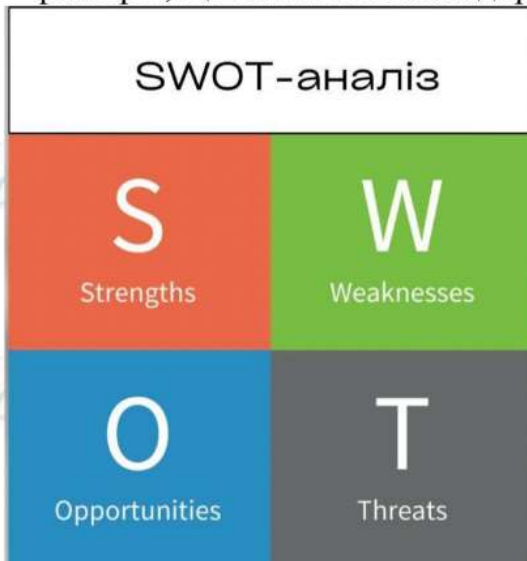 SWOT-аналіз
S
W
Strengths
Weaknesses
O
T
Opportunities
Threats